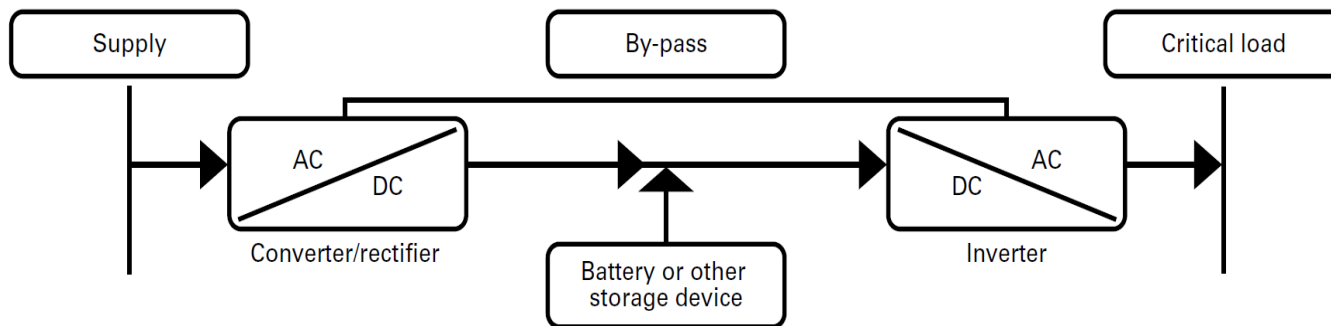 Supply
By-pass
Critical load
AC
DC
AC
DC
Converter/rectifier
Battery or other
storage device
Inverter